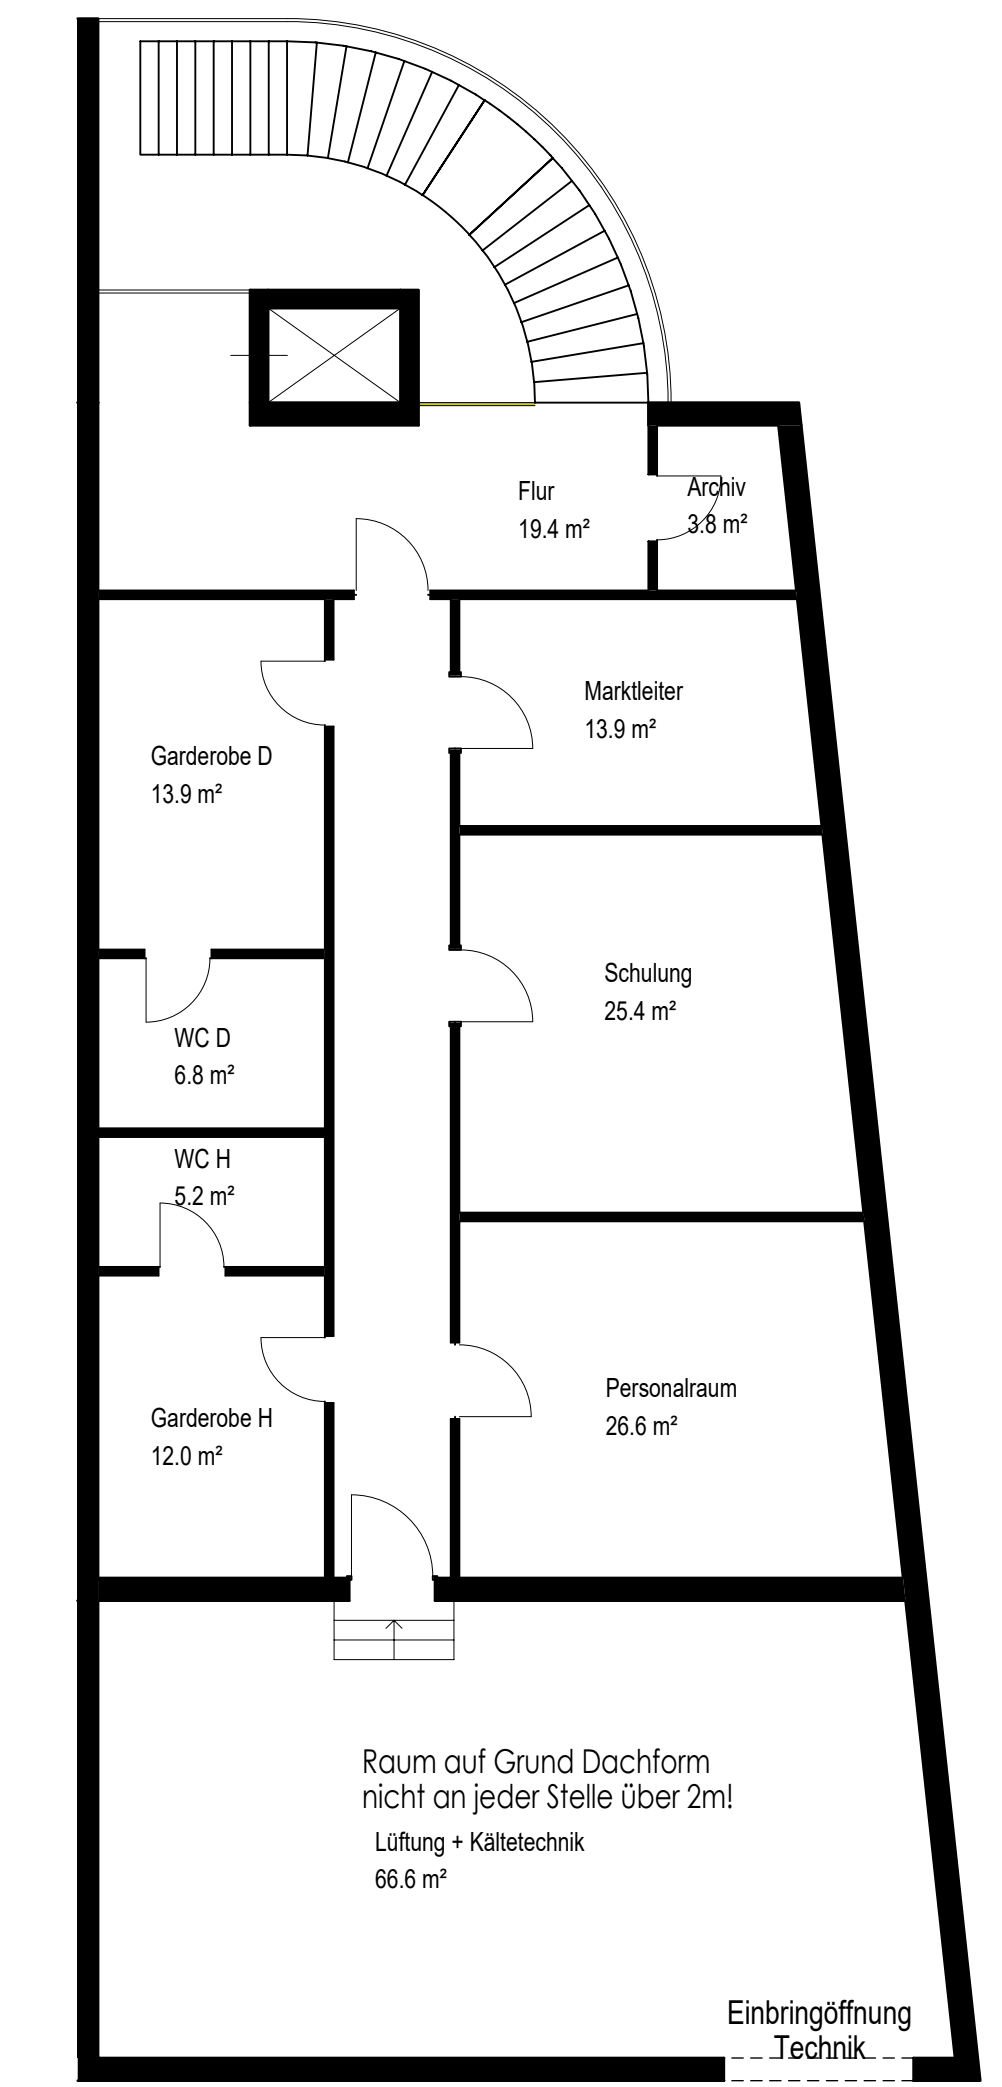 Flur
19.4 m²
Archiv
3.8 m²
Marktleiter
13.9 m²
Garderobe D
13.9 m²
Schulung
25.4 m²
WC D
6.8 m²
WC H
5.2 m²
Personalraum
26.6 m²
Garderobe H
12.0 m²
Raum auf Grund Dachform
nicht an jeder Stelle über 2m!
Lüftung + Kältetechnik
66.6 m²
Einbringöffnung
Technik